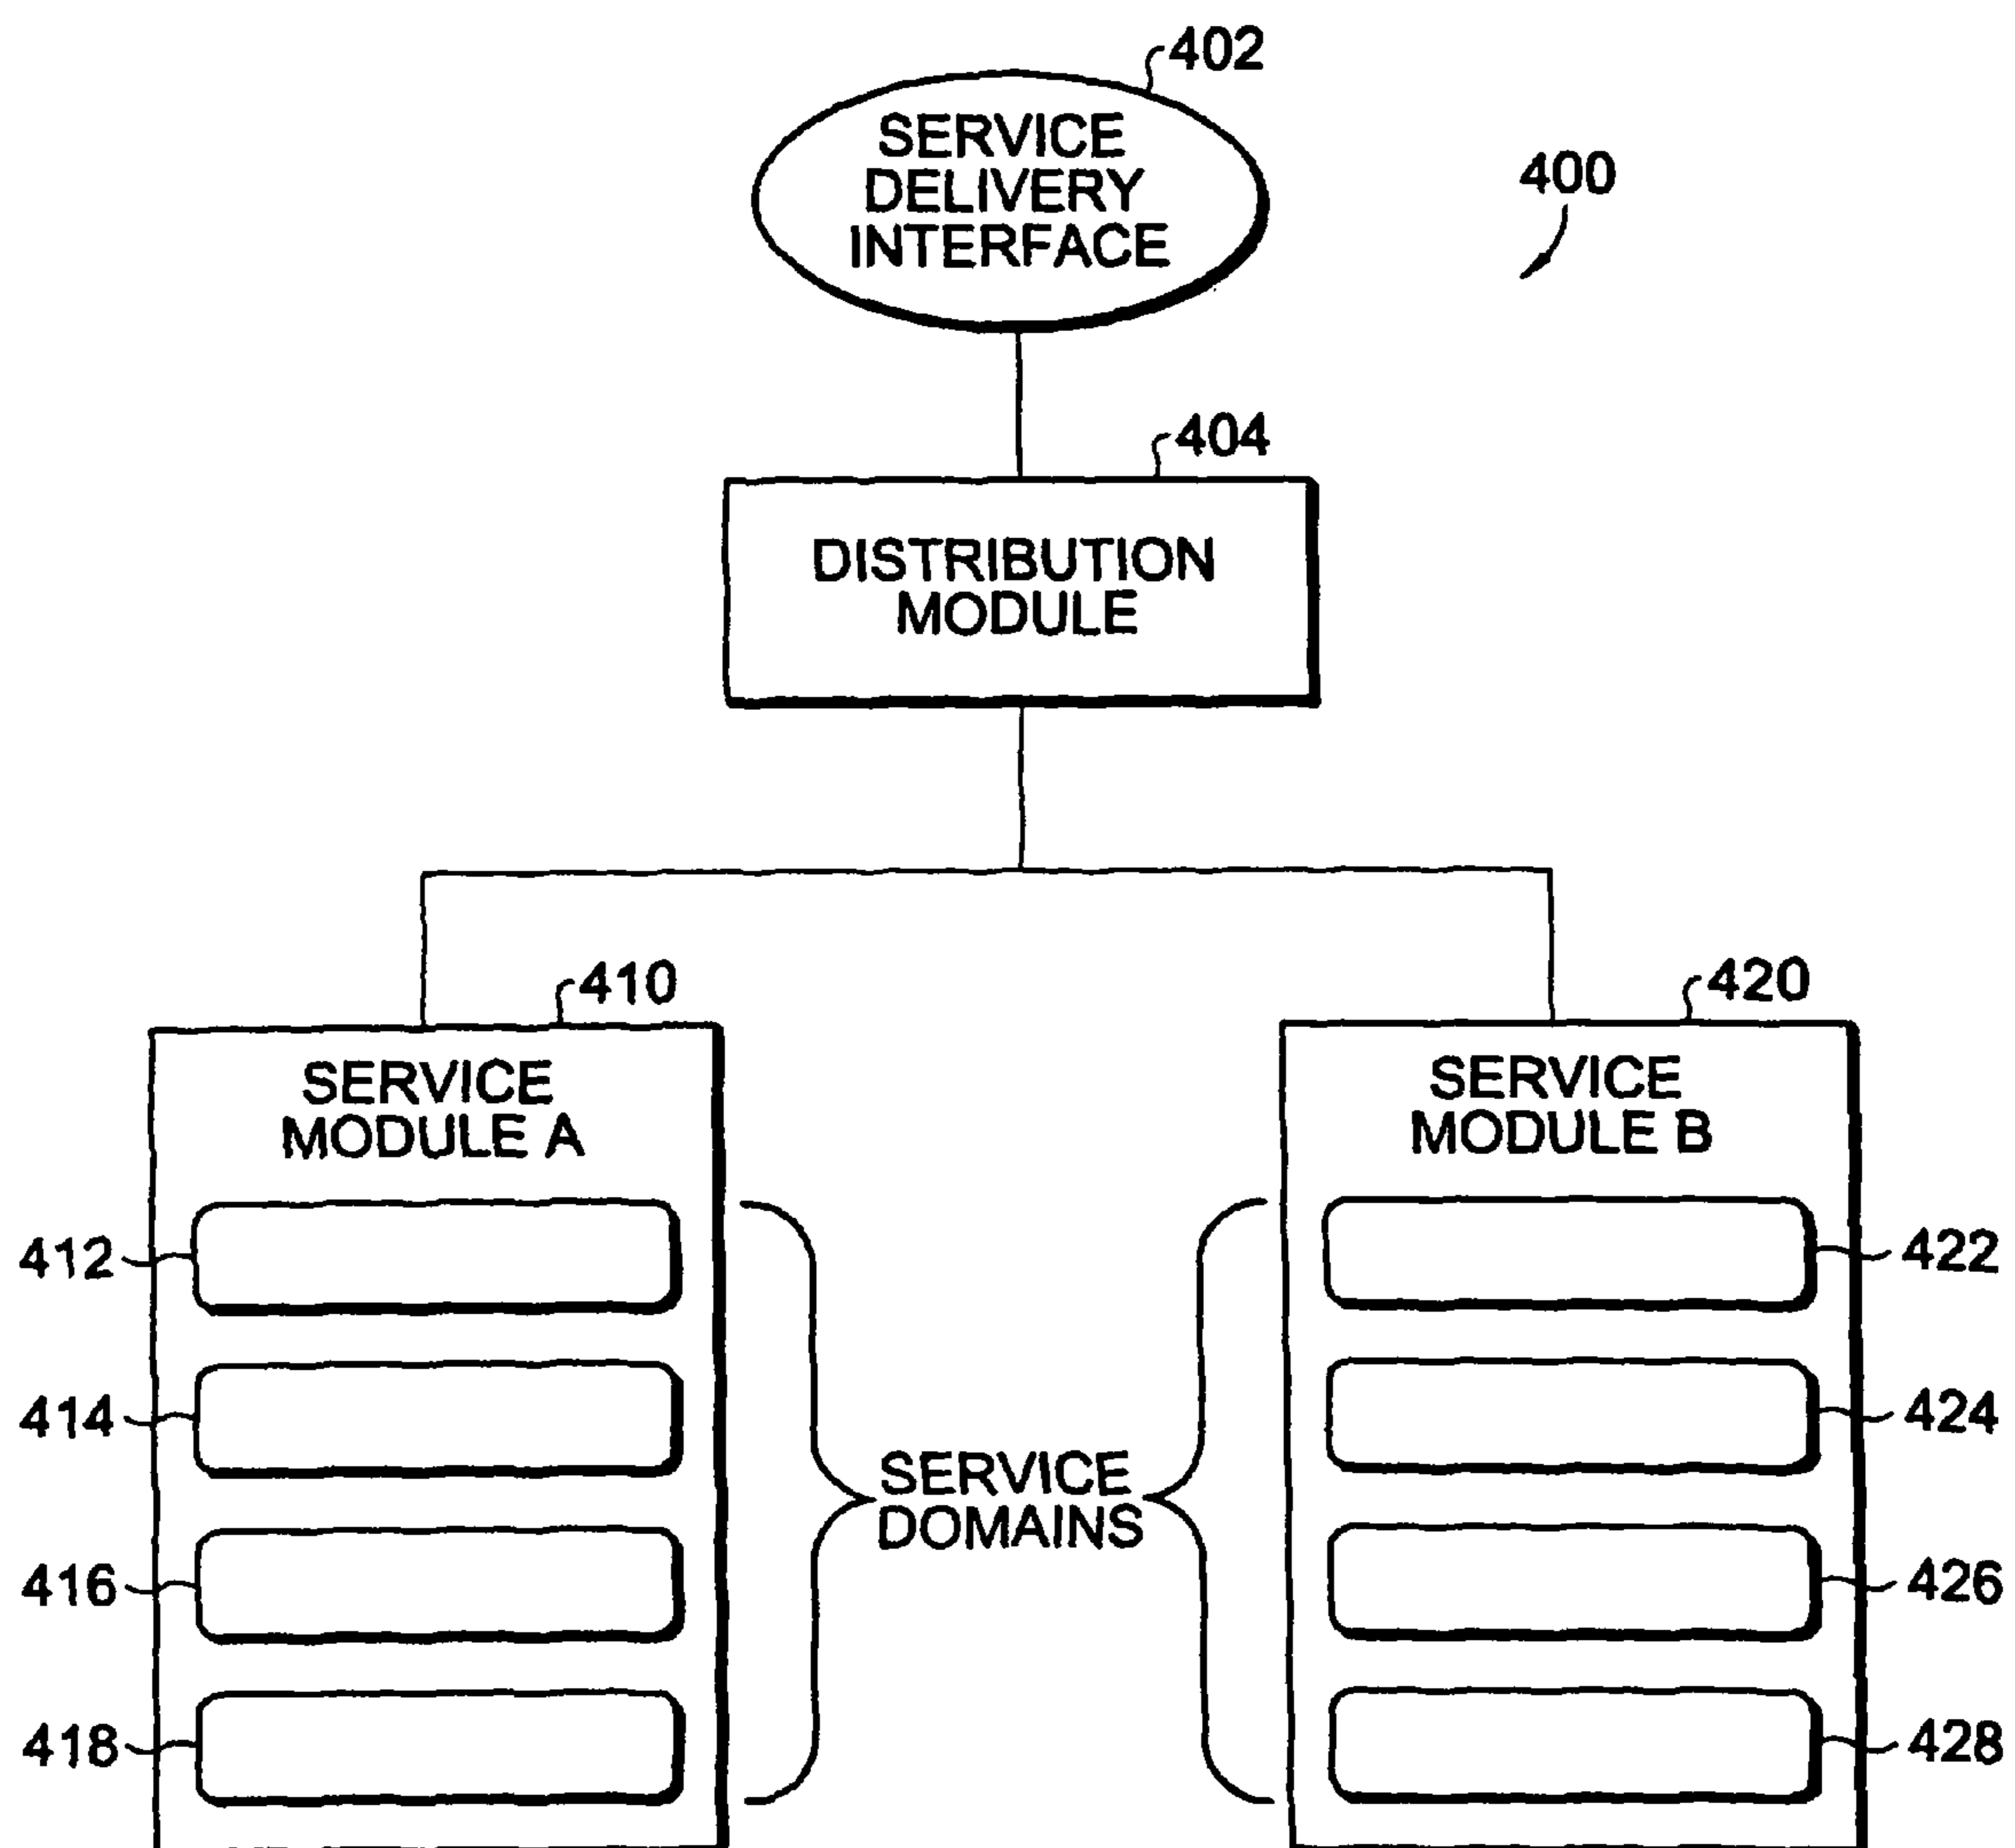 402
SERVICE
DELIVERY
INTERFACE
400
404
DISTRIBUTION
MODULE
410
420
SERVICE
MODULE A
SERVICE
MODULE B
412
422
414
424
SERVICE
DOMAINS
416
426
418
428